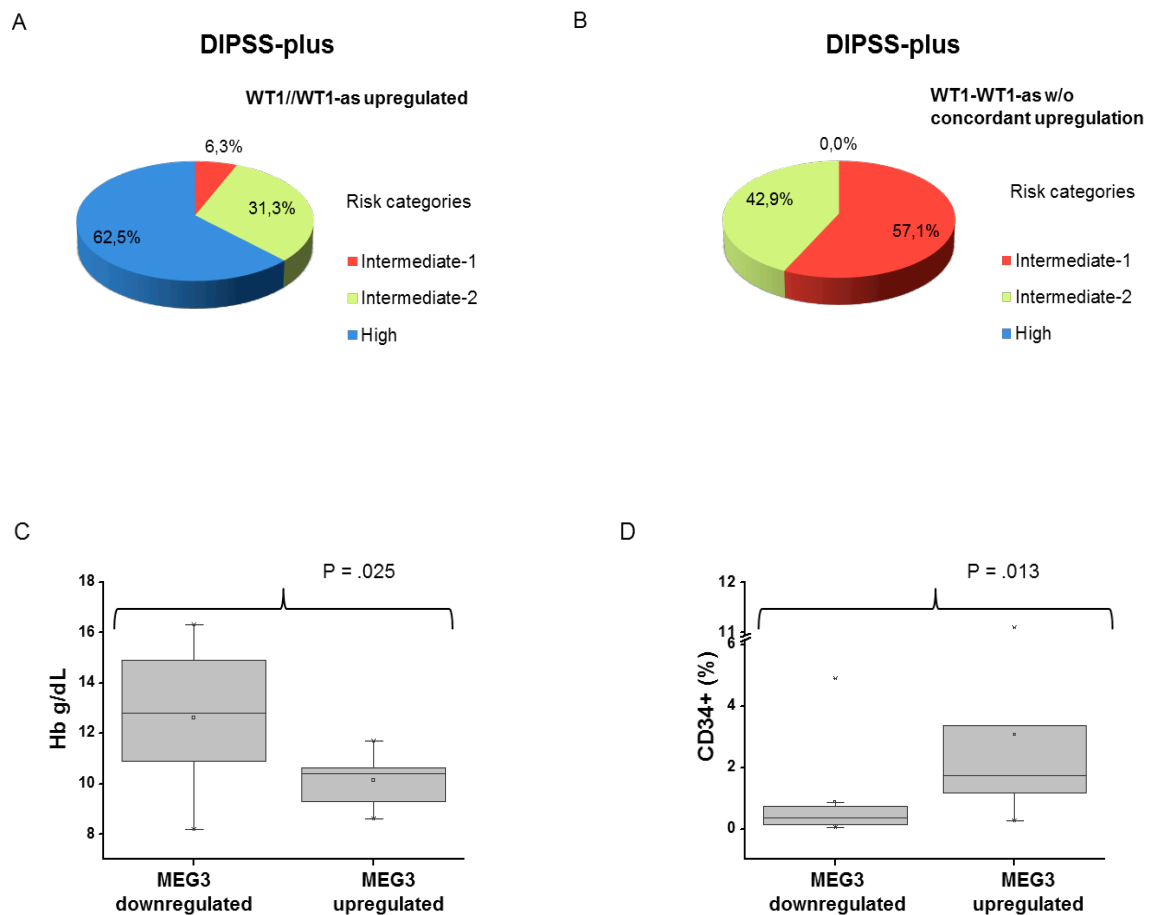 A
DIPSS-plus
WT1//WT1-as upregulated
6,3%
31,3%
62,5%
Risk categories
Intermediate-1
Intermediate-2
High
B
DIPSS-plus
WT1-WT1-as w/o
concordant upregulation
0,0%
42,9%
57,1%
Risk categories
Intermediate-1
Intermediate-2
High
C
P = .025
18
16
14
12
10
8
Hb g/dL
MEG3
downregulated
MEG3
upregulated
D
P = .013
12
11
6
4
2
0
CD34+ (%)
MEG3
downregulated
MEG3
upregulated